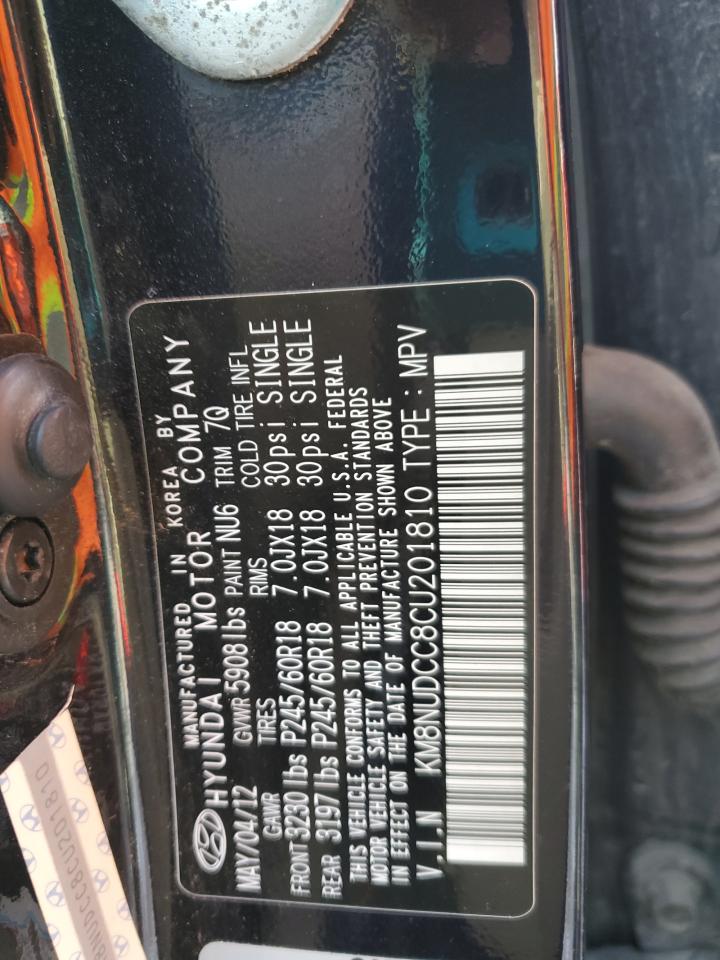 MANUFACTURED IN KOREA BY
HYUNDAI MOTOR COMPANY
MAY/04/12 GVWR 5908 lbs PAINT NU6 TRIM 7Q
GAWR TIRES RIMS COLD TIRE INFL
FRONT 3230 lbs P245/60R18 7.0JX18 30psi SINGLE
REAR 3197 lbs P245/60R18 7.0JX18 30psi SINGLE
THIS VEHICLE CONFORMS TO ALL APPLICABLE U.S.A. FEDERAL
MOTOR VEHICLE SAFETY AND THEFT PREVENTION STANDARDS
IN EFFECT ON THE DATE OF MANUFACTURE SHOWN ABOVE
V.I.N KM8NUDCC8CU201810 TYPE : MPV
8NUDCC8CU201810